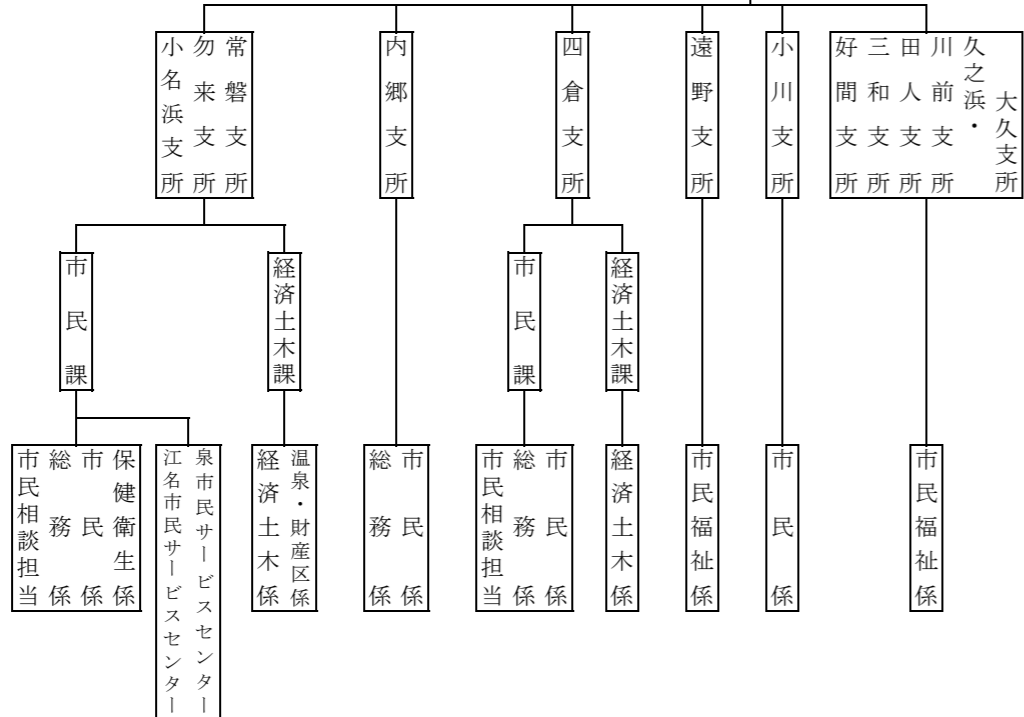 小名浜支所
勿来支所
常磐支所
内郷支所
四倉支所
遠野支所
小川支所
好間支所
三和支所
田人支所
川前支所
久之浜・
大久支所
市民課
経済土木課
市民課
経済土木課
市民相談担当
総務係
市民係
保健衛生係
江名市民サービスセンター
泉市民サービスセンター
経済土木係
温泉・財産区係
総務係
市民係
市民相談担当
総務係
市民係
経済土木係
市民福祉係
市民係
市民福祉係